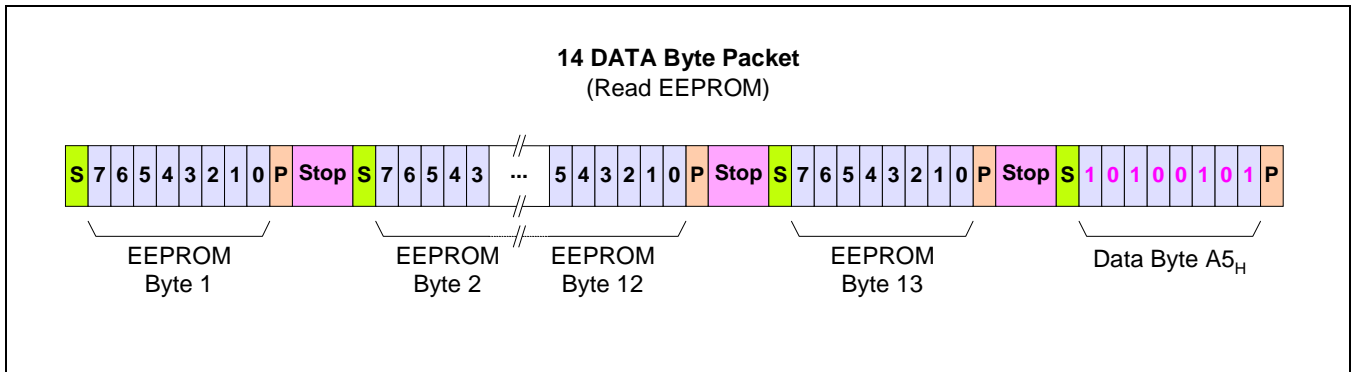 14 DATA Byte Packet
(Read EEPROM)
S 7 6 5 4 3 2 1 0 P Stop S 7 6 5 4 3 ... 5 4 3 2 1 0 P Stop S 7 6 5 4 3 2 1 0 P Stop S 1 0 1 0 0 1 0 1 P
EEPROM Byte 1
EEPROM Byte 2
EEPROM Byte 12
EEPROM Byte 13
Data Byte A5H